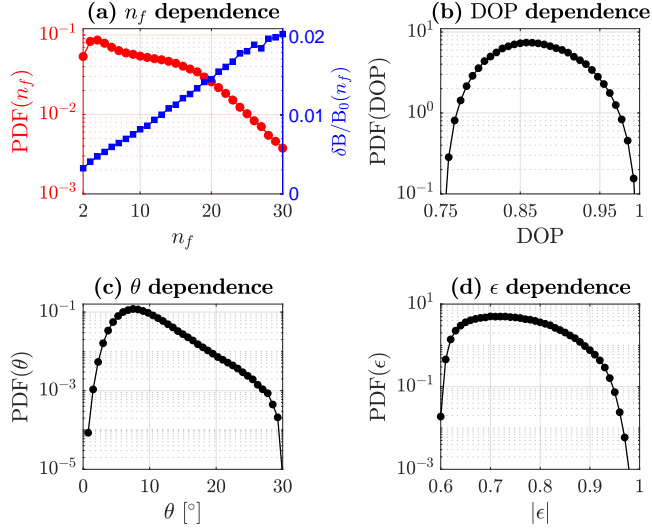 (a) n_f dependence
PDF(n_f)
10^-1
10^-2
10^-3
0.02
0.01
0
δB/B_0(n_f)
2 10 20 30
n_f
(b) DOP dependence
PDF(DOP)
10^1
10^0
10^-1
0.75 0.85 0.95 1
DOP
(c) θ dependence
PDF(θ)
10^-1
10^-3
10^-5
0 10 20 30
θ [°]
(d) ϵ dependence
PDF(ϵ)
10^1
10^-1
10^-3
0.6 0.7 0.8 0.9 1
|ϵ|